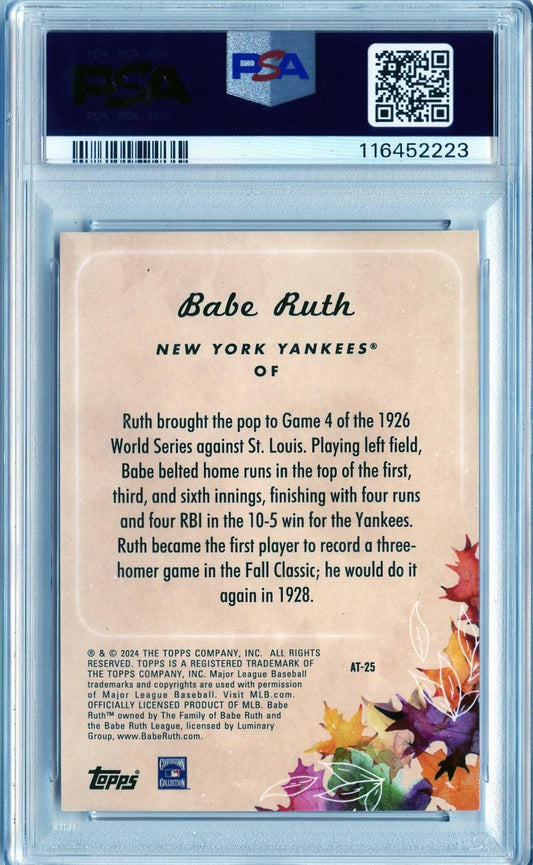 PSA
PSA
116452223
Babe Ruth
NEW YORK YANKEES®
OF
Ruth brought the pop to Game 4 of the 1926
World Series against St. Louis. Playing left field,
Babe belted home runs in the top of the first,
third, and sixth innings, finishing with four runs
and four RBI in the 10-5 win for the Yankees.
Ruth became the first player to record a three-
homer game in the Fall Classic; he would do it
again in 1928.
® & © 2024 THE TOPPS COMPANY, INC. ALL RIGHTS
RESERVED. TOPPS IS A REGISTERED TRADEMARK OF
THE TOPPS COMPANY, INC. Major League Baseball
trademarks and copyrights are used with permission
of Major League Baseball. Visit MLB.com.
OFFICIALLY LICENSED PRODUCT OF MLB. Babe
Ruth™ owned by The Family of Babe Ruth and
the Babe Ruth League, licensed by Luminary
Group, www.BabeRuth.com.
AT-25
topps®
COOPERSTOWN
COLLECTION